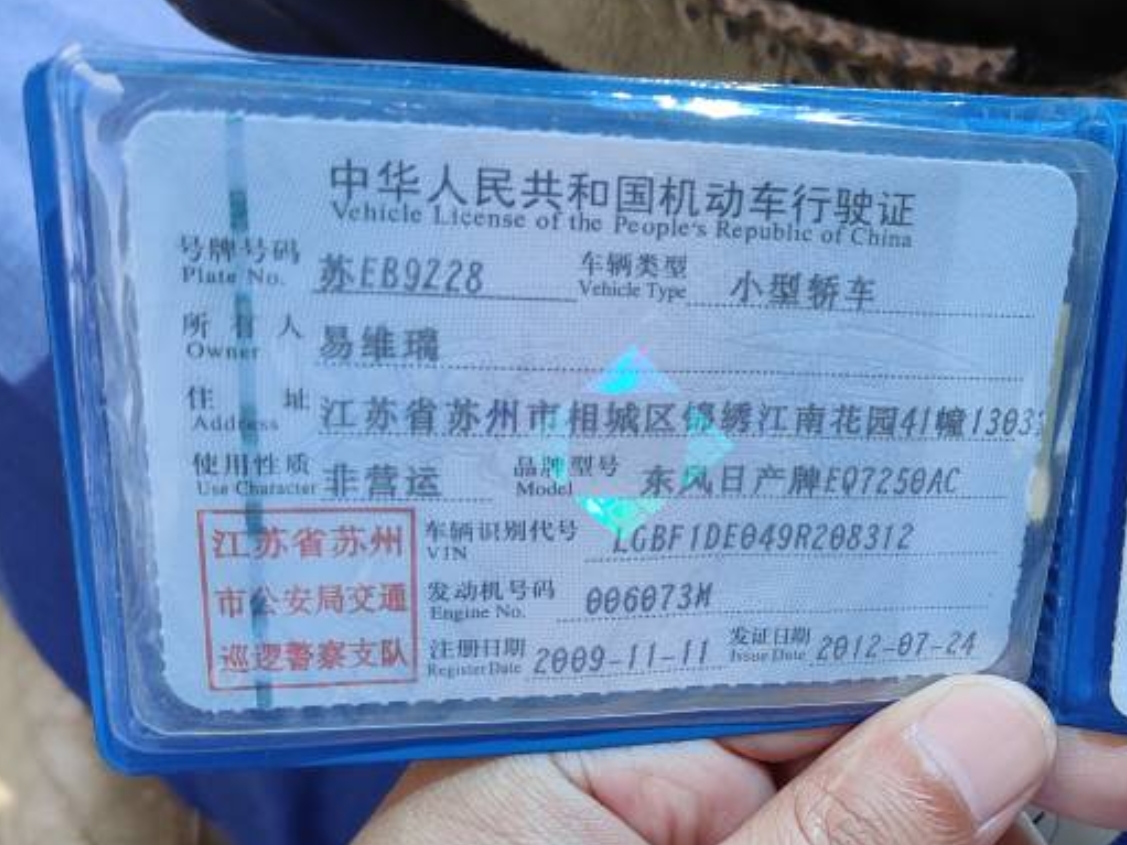 中华人民共和国机动车行驶证
Vehicle License of the People's Republic of China
号牌号码 苏EB9Z28 车辆类型 小型轿车
Plate No. Vehicle Type
所有人 易维瑞
Owner
住址 江苏省苏州市相城区锦绣江南花园41幢1303
Address
使用性质 非营运 品牌型号 东风日产牌EQ7250AC
Use Character Model
江苏省苏州
市公安局交通
巡逻警察支队
车辆识别代号 LGBF1DE049R208312
VIN
发动机号码 006073M
Engine No.
注册日期 2009-11-11 发证日期 2012-07-24
Register Date Issue Date